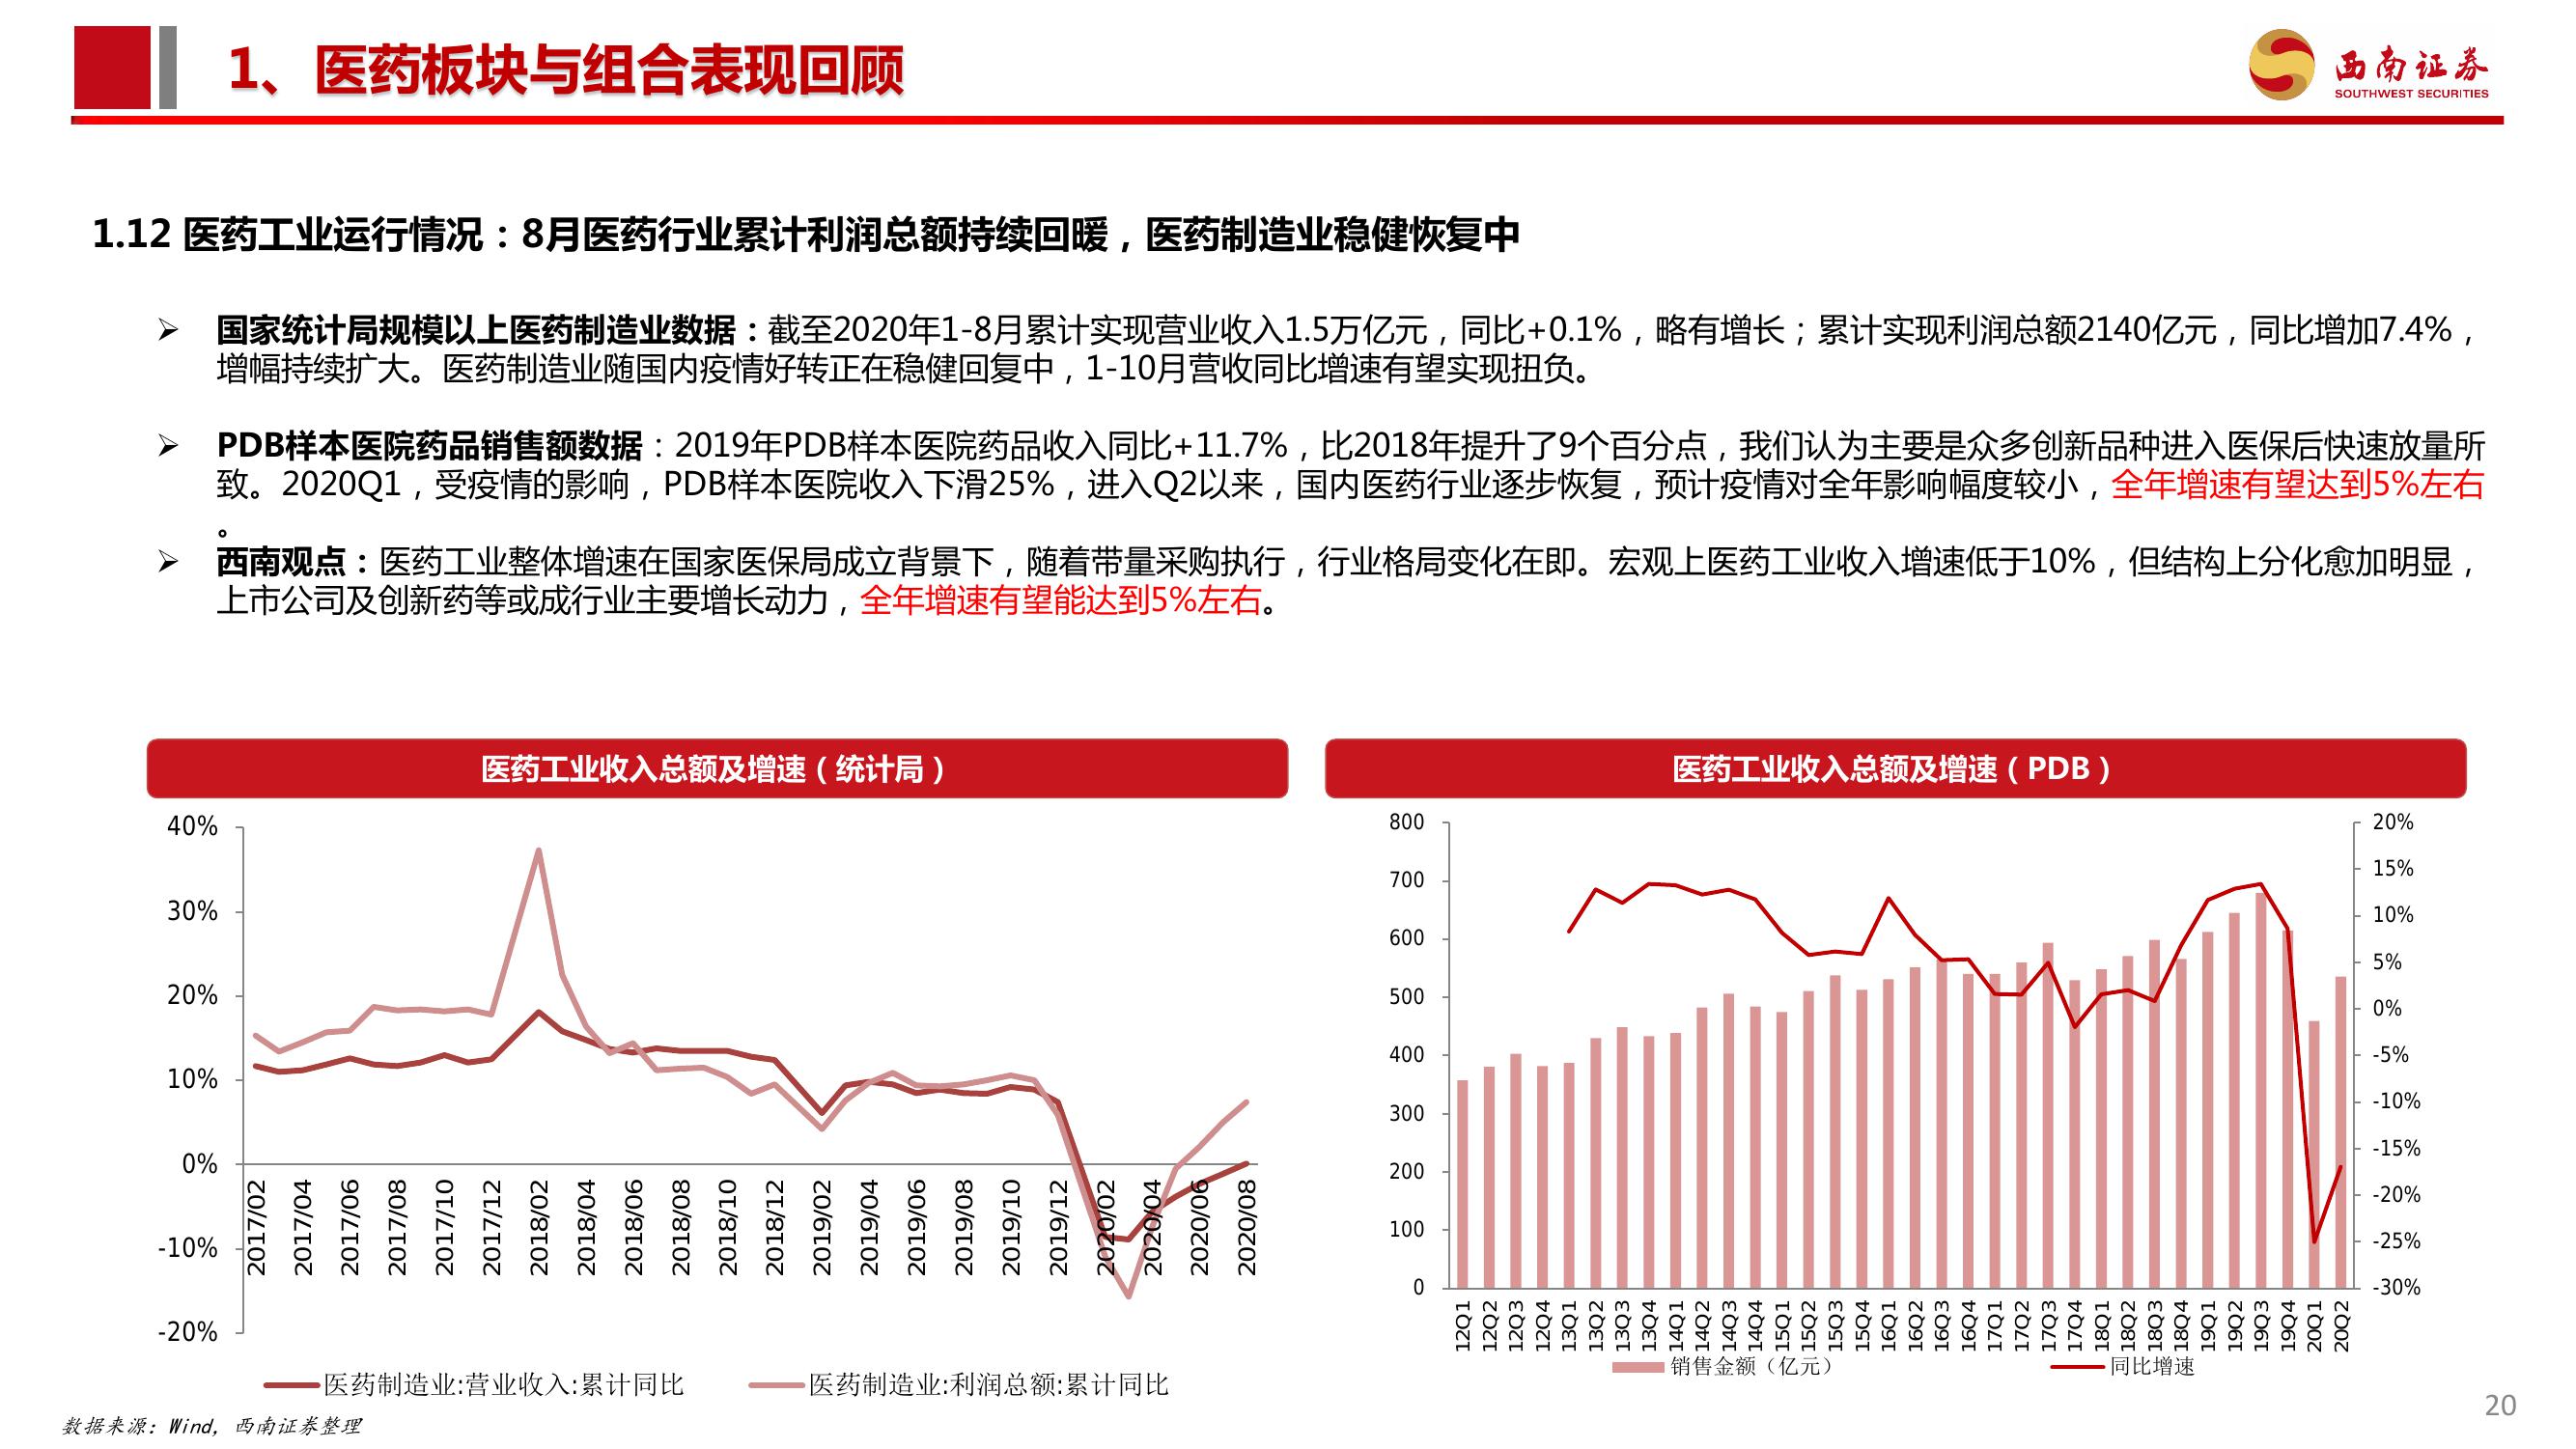 1、医药板块与组合表现回顾
西南证券
SOUTHWEST SECURITIES
1.12 医药工业运行情况：8月医药行业累计利润总额持续回暖，医药制造业稳健恢复中
➢ 国家统计局规模以上医药制造业数据：截至2020年1-8月累计实现营业收入1.5万亿元，同比+0.1%，略有增长；累计实现利润总额2140亿元，同比增加7.4%，
增幅持续扩大。医药制造业随国内疫情好转正在稳健回复中，1-10月营收同比增速有望实现扭负。
➢ PDB样本医院药品销售额数据：2019年PDB样本医院药品收入同比+11.7%，比2018年提升了9个百分点，我们认为主要是众多创新品种进入医保后快速放量所
致。2020Q1，受疫情的影响，PDB样本医院收入下滑25%，进入Q2以来，国内医药行业逐步恢复，预计疫情对全年影响幅度较小，全年增速有望达到5%左右
。
➢ 西南观点：医药工业整体增速在国家医保局成立背景下，随着带量采购执行，行业格局变化在即。宏观上医药工业收入增速低于10%，但结构上分化愈加明显，
上市公司及创新药等或成行业主要增长动力，全年增速有望能达到5%左右。
医药工业收入总额及增速（统计局）
40%
30%
20%
10%
0%
-10%
-20%
2017/02
2017/04
2017/06
2017/08
2017/10
2017/12
2018/02
2018/04
2018/06
2018/08
2018/10
2018/12
2019/02
2019/04
2019/06
2019/08
2019/10
2019/12
2020/02
2020/04
2020/06
2020/08
医药制造业:营业收入:累计同比
医药制造业:利润总额:累计同比
医药工业收入总额及增速（PDB）
800
700
600
500
400
300
200
100
0
20%
15%
10%
5%
0%
-5%
-10%
-15%
-20%
-25%
-30%
12Q1
12Q2
12Q3
12Q4
13Q1
13Q2
13Q3
13Q4
14Q1
14Q2
14Q3
14Q4
15Q1
15Q2
15Q3
15Q4
16Q1
16Q2
16Q3
16Q4
17Q1
17Q2
17Q3
17Q4
18Q1
18Q2
18Q3
18Q4
19Q1
19Q2
19Q3
19Q4
20Q1
20Q2
销售金额（亿元）
同比增速
数据来源：Wind，西南证券整理
20